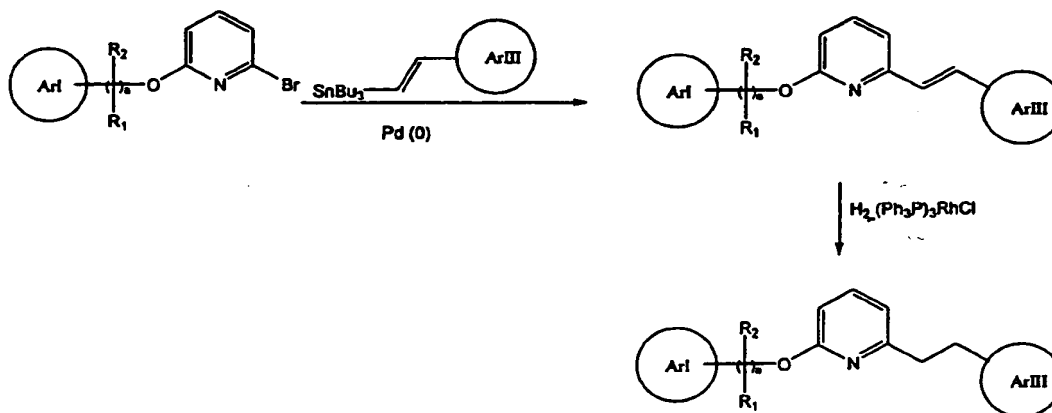 R₂
ArI ( )ₙ O N Br
R₁
SnBu₃ ArIII
Pd (0)
R₂
ArI ( )ₙ O N ArIII
R₁
H₂ (Ph₃P)₃RhCl
R₂
ArI ( )ₙ O N ArIII
R₁